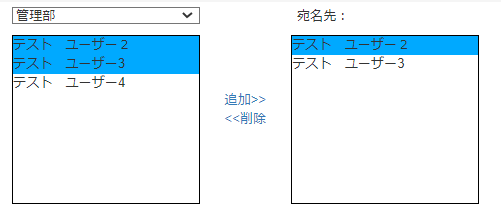 管理部
テスト　ユーザー２
テスト　ユーザー3
テスト　ユーザー4
追加>>
<<削除
宛名先：
テスト　ユーザー２
テスト　ユーザー3